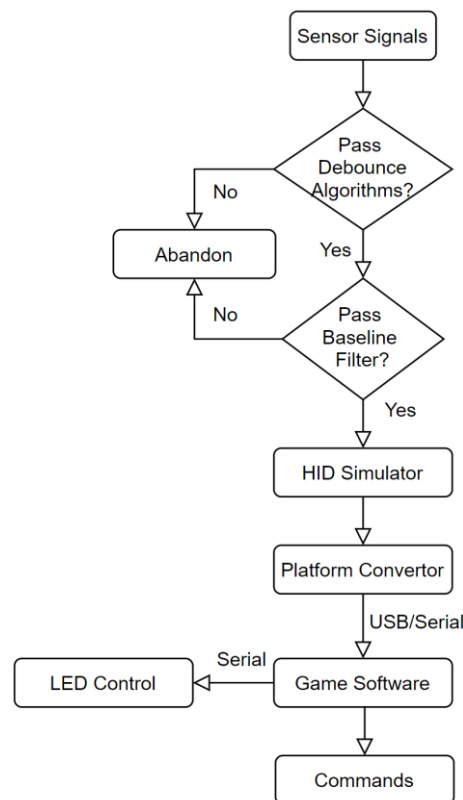 Sensor Signals
Pass
Debounce
Algorithms?
No
Abandon
Yes
No
Pass
Baseline
Filter?
Yes
HID Simulator
Platform Convertor
USB/Serial
Serial
LED Control
Game Software
Commands